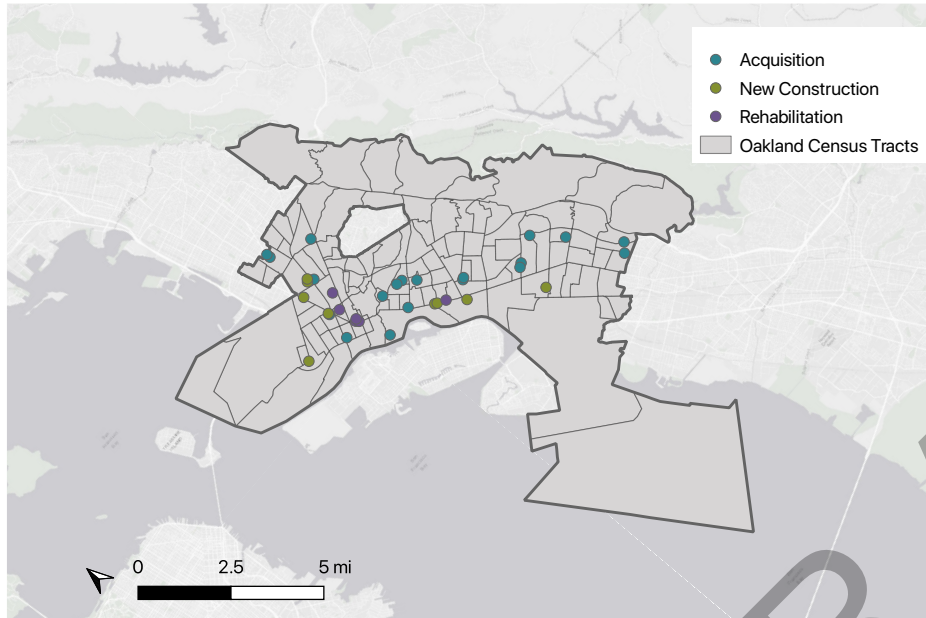 Acquisition
New Construction
Rehabilitation
Oakland Census Tracts
0 2.5 5 mi